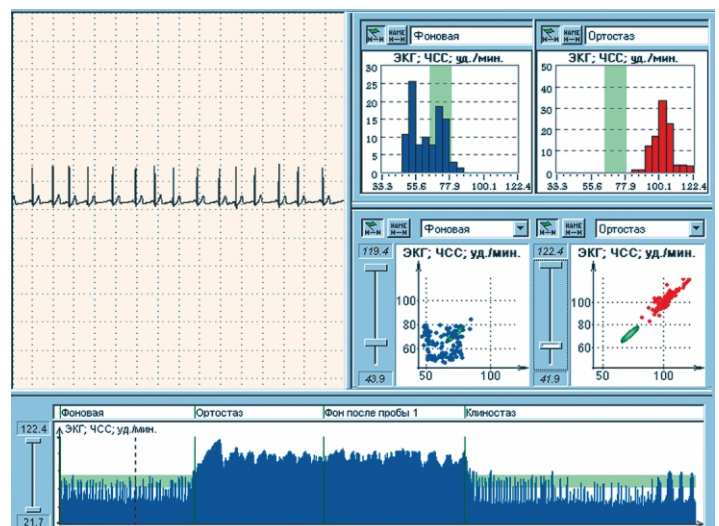 Фоновая
Ортостаз
NAME
NAME
ЭКГ; ЧСС; уд./мин.
ЭКГ; ЧСС; уд./мин.
30
25
20
15
10
5
0
33.3 55.6 77.9 100.1 122.4
50
40
30
20
10
0
33.3 55.6 77.9 100.1 122.4
Фоновая
Ортостаз
NAME
NAME
119.4
43.9
ЭКГ; ЧСС; уд./мин.
100
80
60
50 100
122.4
41.9
ЭКГ; ЧСС; уд./мин.
100
80
60
50 100
Фоновая Ортостаз Фон после пробы 1 Клиностаз
122.4
ЭКГ; ЧСС; уд./мин.
21.7